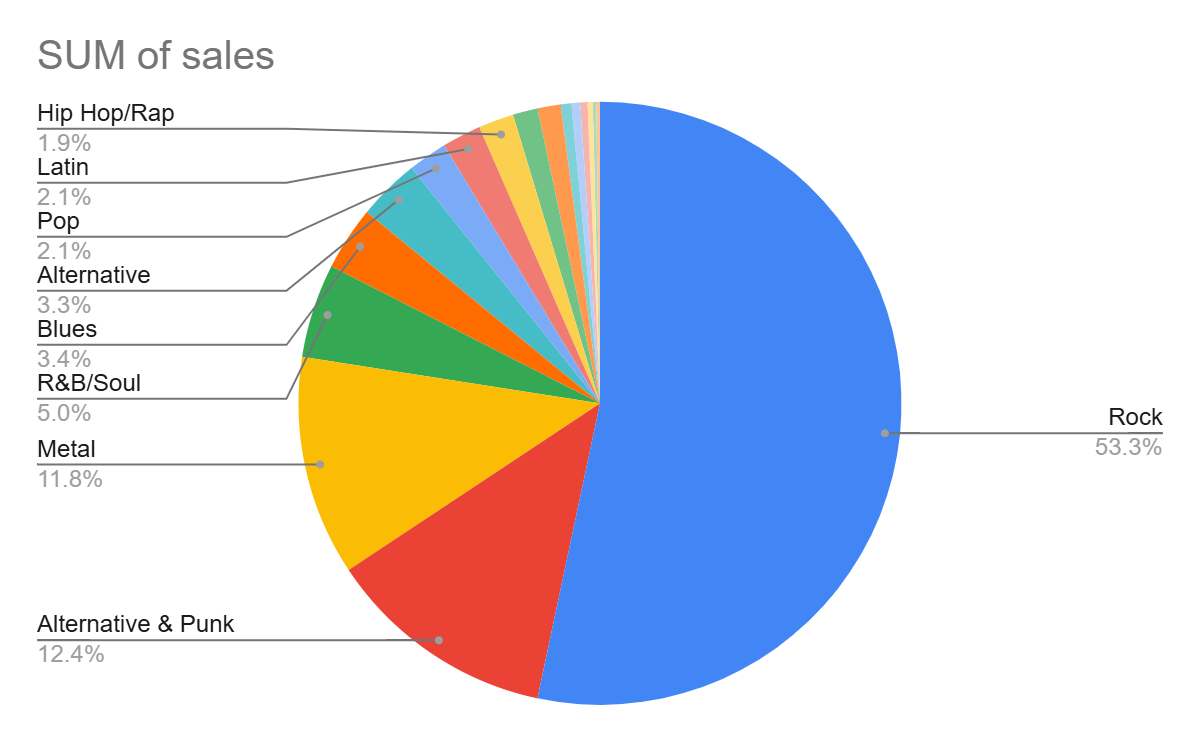 SUM of sales
Hip Hop/Rap
1.9%
Latin
2.1%
Pop
2.1%
Alternative
3.3%
Blues
3.4%
R&B/Soul
5.0%
Metal
11.8%
Alternative & Punk
12.4%
Rock
53.3%